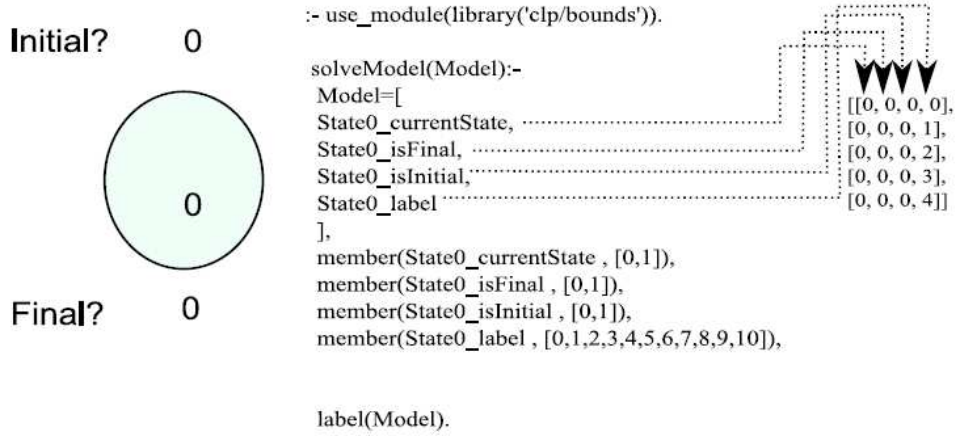 Initial? 0
0
Final? 0
:- use_module(library('clp/bounds')).
solveModel(Model):-
Model=[
State0_currentState,
State0_isFinal,
State0_isInitial,
State0_label
],
member(State0_currentState , [0,1]),
member(State0_isFinal , [0,1]),
member(State0_isInitial , [0,1]),
member(State0_label , [0,1,2,3,4,5,6,7,8,9,10]),
label(Model).
[[0, 0, 0, 0],
[0, 0, 0, 1],
[0, 0, 0, 2],
[0, 0, 0, 3],
[0, 0, 0, 4]]